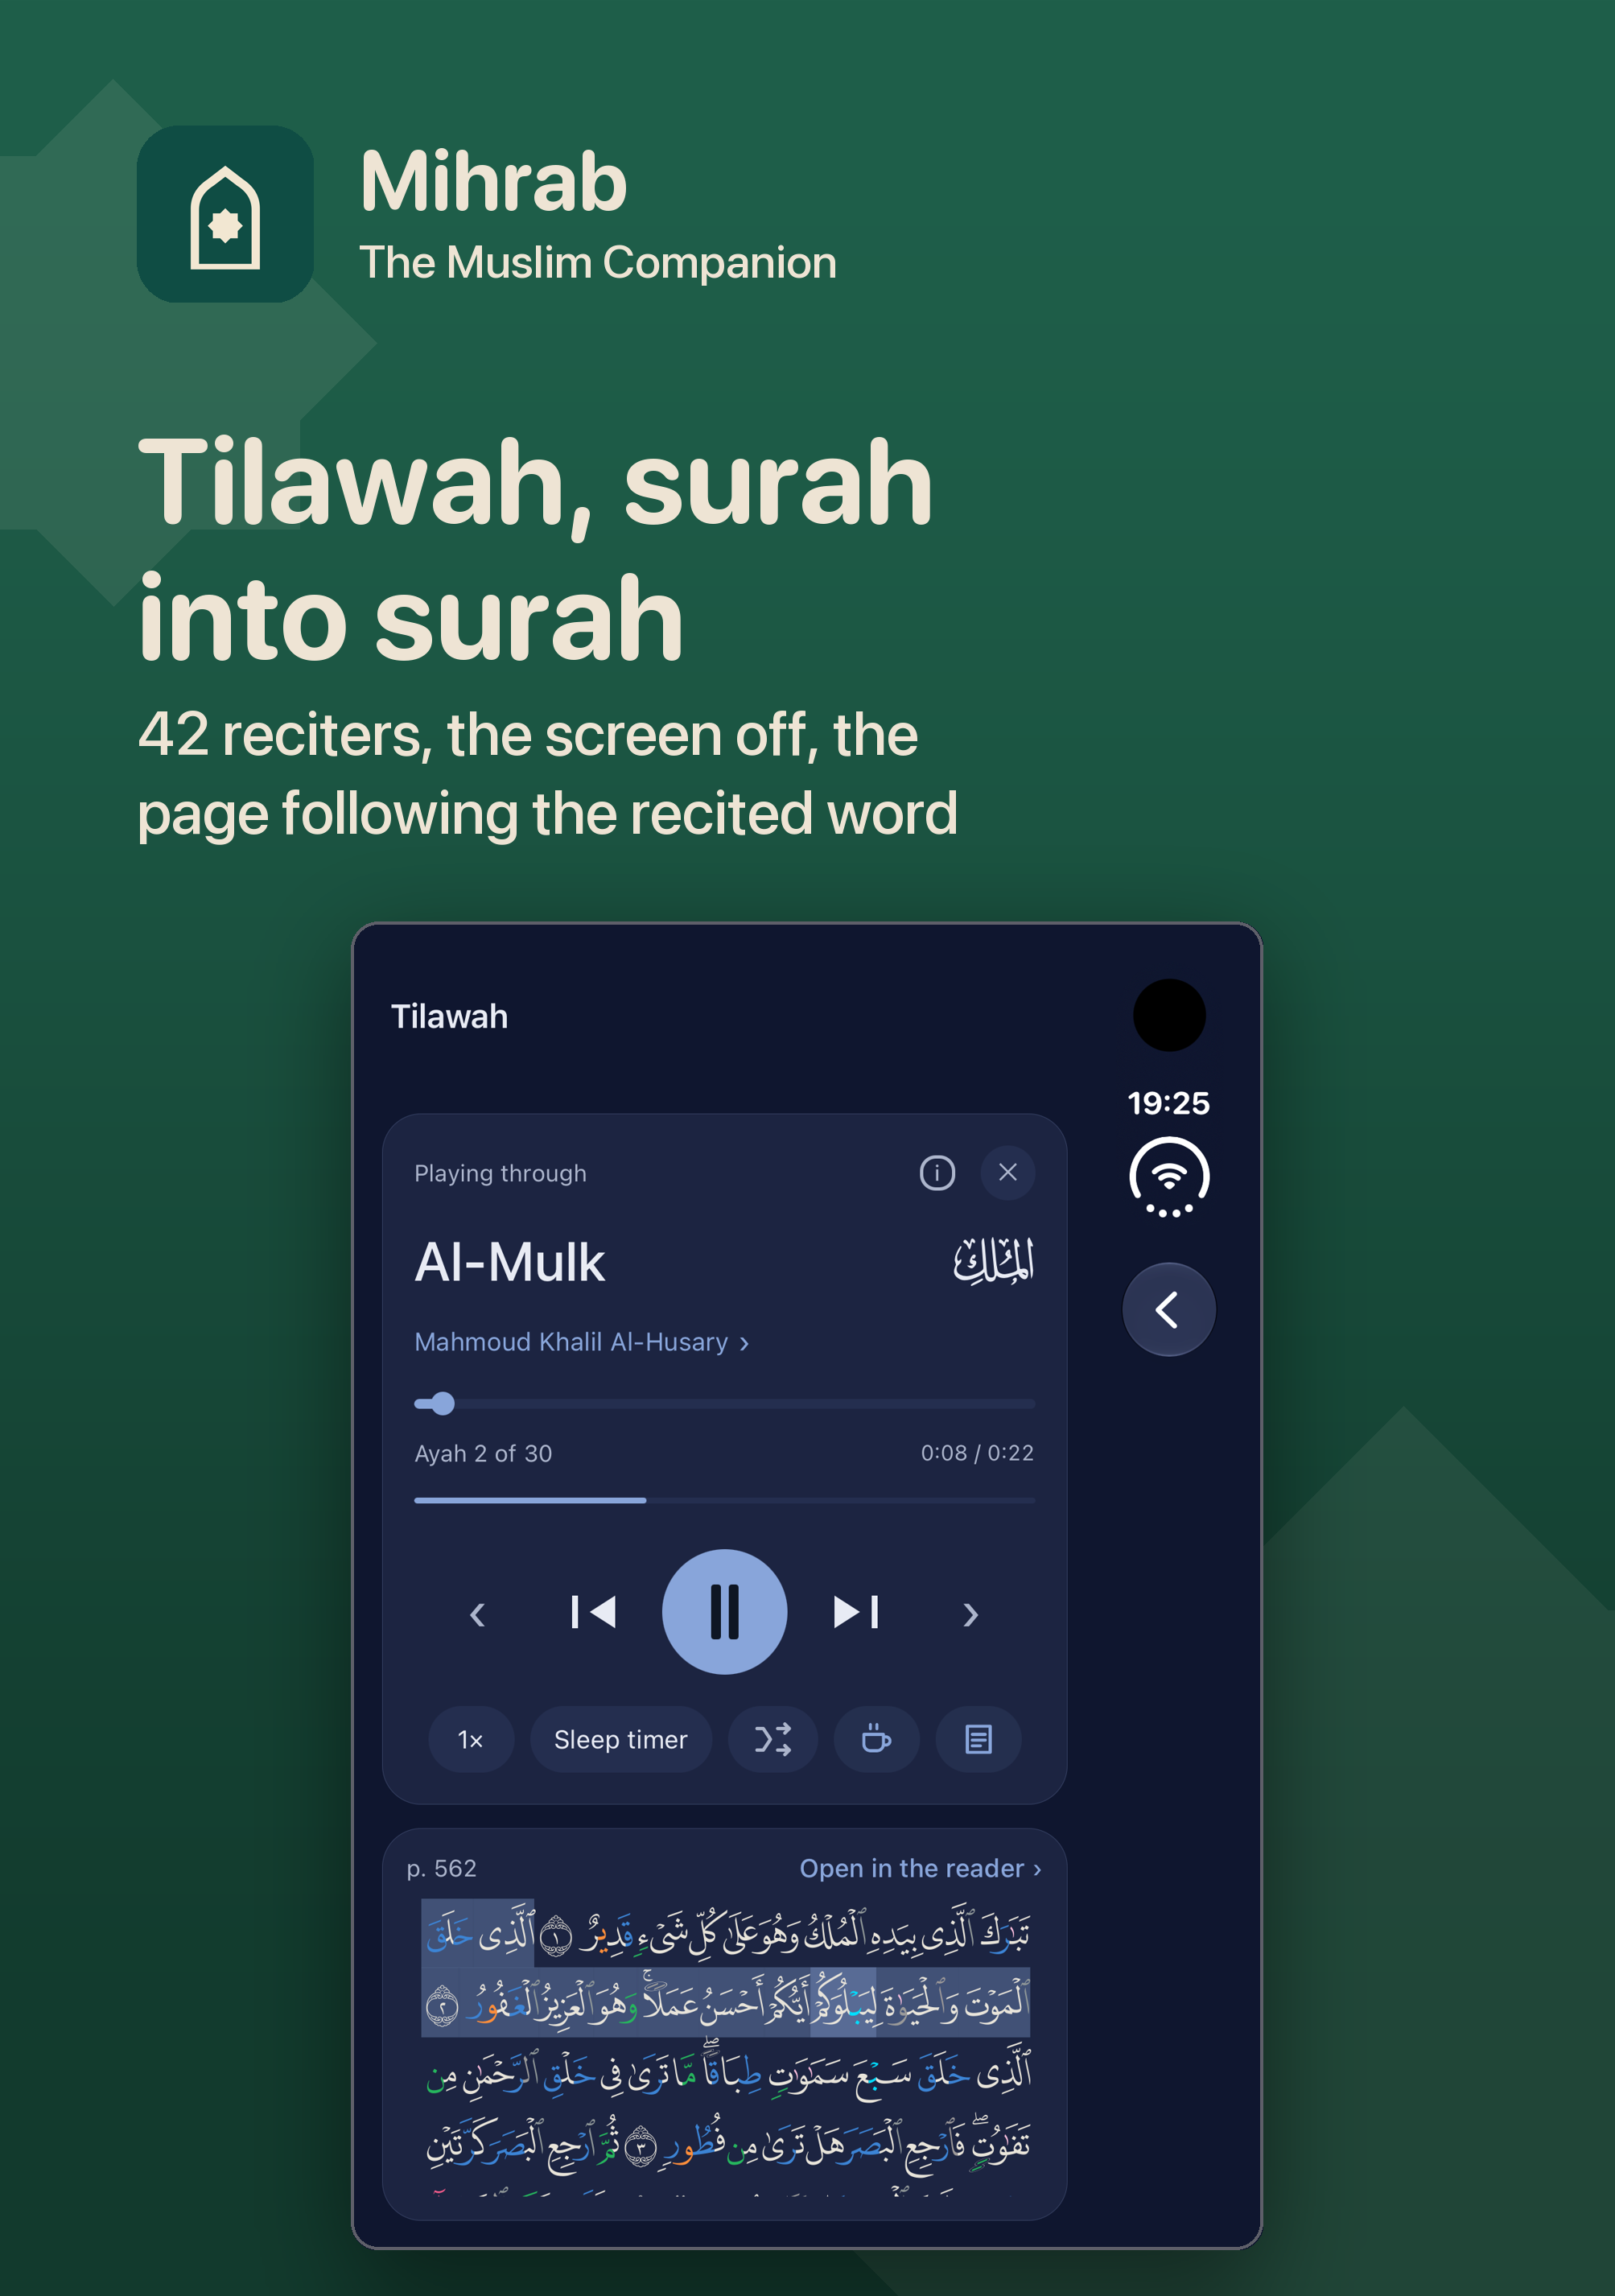 Mihrab
The Muslim Companion
Tilawah, surah
into surah
42 reciters, the screen off, the
page following the recited word
Tilawah
19:25
Playing through
Al-Mulk
الملك
Mahmoud Khalil Al-Husary ›
Ayah 2 of 30
0:08 / 0:22
1×
Sleep timer
p. 562
Open in the reader ›
تَبَٰرَكَ ٱلَّذِى بِيَدِهِ ٱلْمُلْكُ وَهُوَ عَلَىٰ كُلِّ شَىْءٍ قَدِيرٌ ١ ٱلَّذِى خَلَقَ
ٱلْمَوْتَ وَٱلْحَيَوٰةَ لِيَبْلُوَكُمْ أَيُّكُمْ أَحْسَنُ عَمَلًا ۚ وَهُوَ ٱلْعَزِيزُ ٱلْغَفُورُ ٢
ٱلَّذِى خَلَقَ سَبْعَ سَمَٰوَٰتٍ طِبَاقًا ۖ مَّا تَرَىٰ فِى خَلْقِ ٱلرَّحْمَٰنِ مِن
تَفَٰوُتٍ ۖ فَٱرْجِعِ ٱلْبَصَرَ هَلْ تَرَىٰ مِن فُطُورٍ ٣ ثُمَّ ٱرْجِعِ ٱلْبَصَرَ كَرَّتَيْنِ